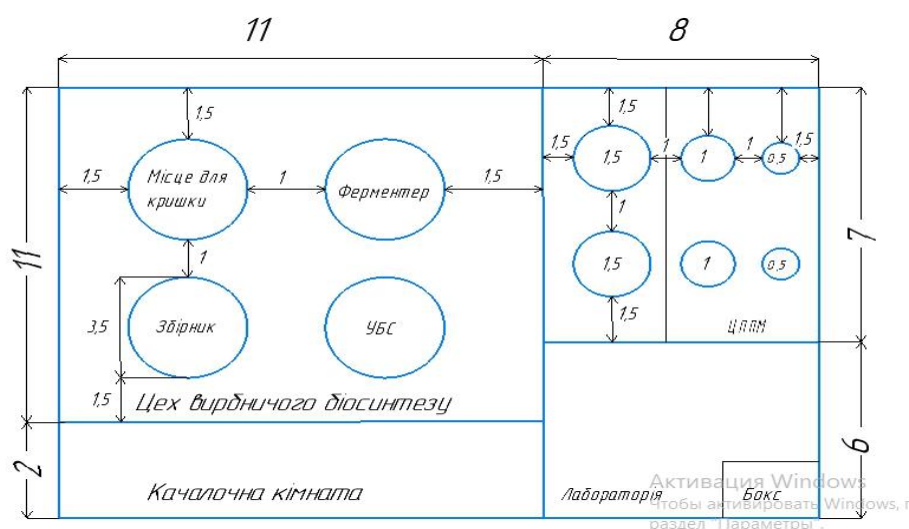 11
8
1,5
1,5
1,5
1
1,5
1,5
1,5
1
1
1,5
1
0,5
Місце для
кришки
Ферментер
1
1
11
7
1,5
1
0,5
3,5
Збірник
УБС
1,5
ЦППМ
1,5
Цех вирбничого біосинтезу
2
6
Качалочна кімната
Лабораторія
Бокс
Активация Windows
Чтобы активировать Windows, п
раздел "Параметры".